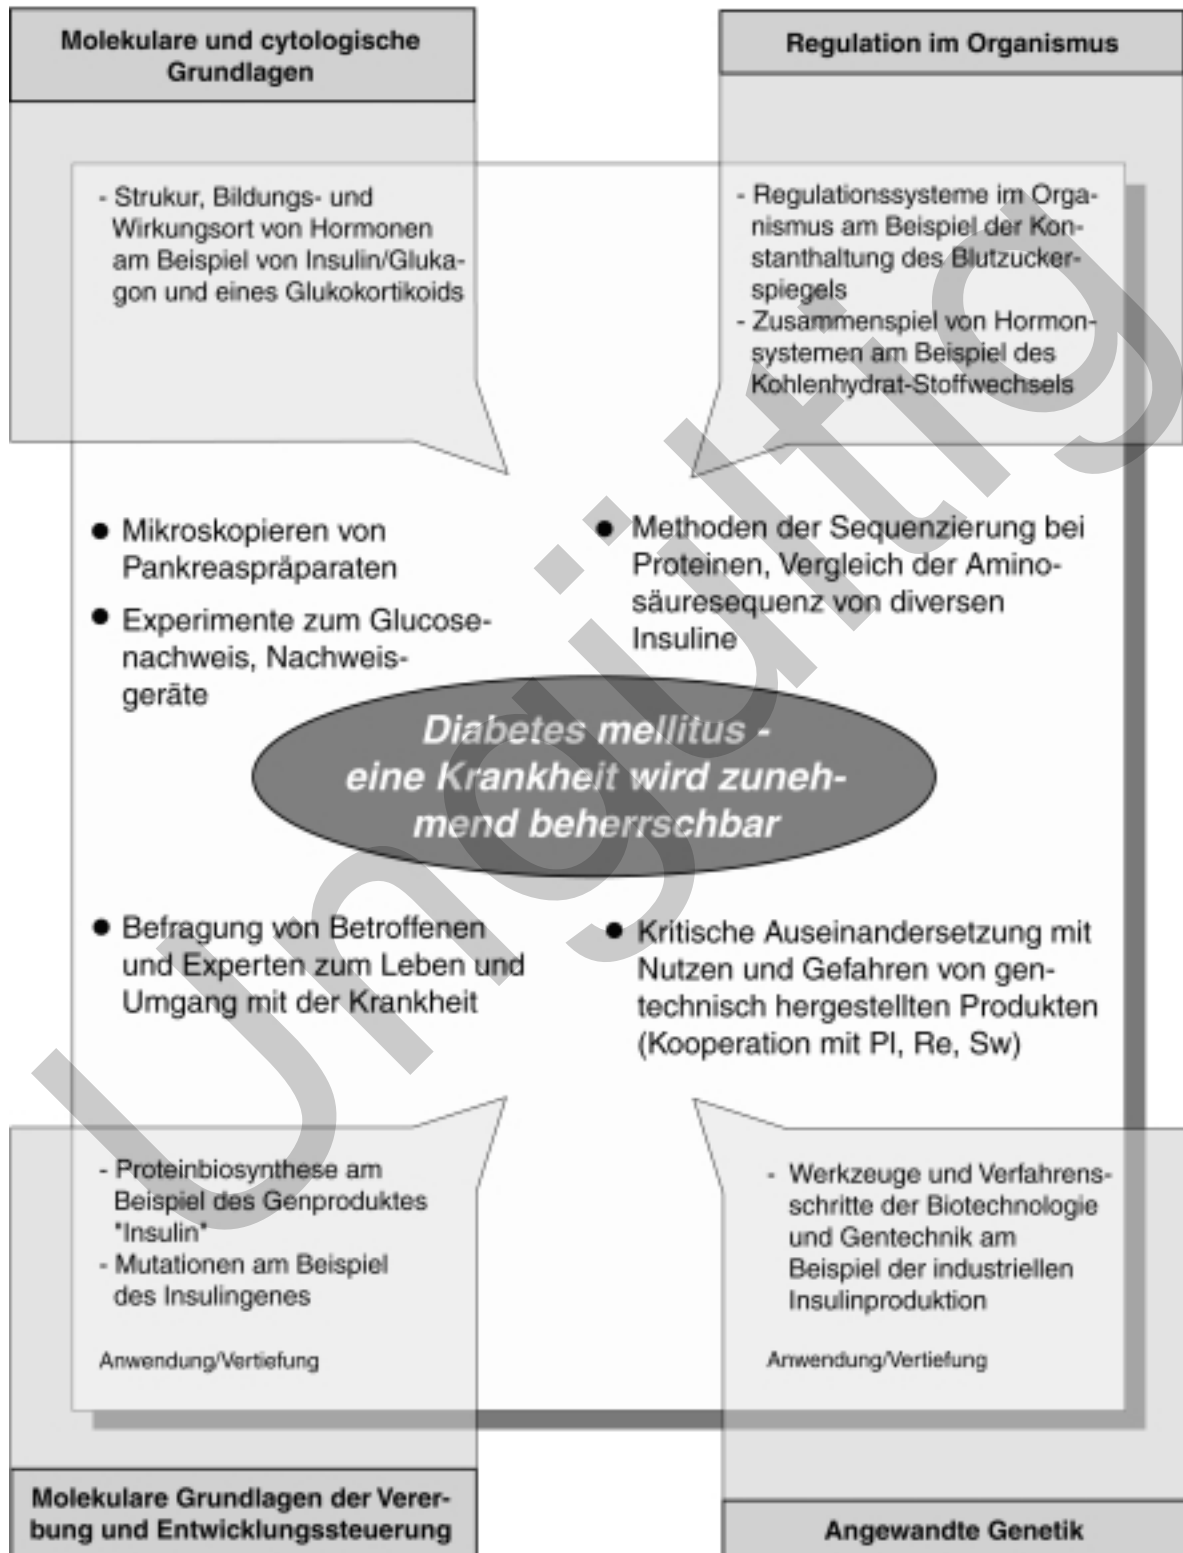 Molekulare und cytologische
Grundlagen
Regulation im Organismus
- Strukur, Bildungs- und
Wirkungsort von Hormonen
am Beispiel von Insulin/Gluka-
gon und eines Glukokortikoids
- Regulationssysteme im Orga-
nismus am Beispiel der Kon-
stanthaltung des Blutzucker-
spiegels
- Zusammenspiel von Hormon-
systemen am Beispiel des
Kohlenhydrat-Stoffwechsels
● Mikroskopieren von
Pankreaspräparaten
● Experimente zum Glucose-
nachweis, Nachweis-
geräte
● Methoden der Sequenzierung bei
Proteinen, Vergleich der Amino-
säuresequenz von diversen
Insuline
Diabetes mellitus -
eine Krankheit wird zuneh-
mend beherrschbar
● Befragung von Betroffenen
und Experten zum Leben und
Umgang mit der Krankheit
● Kritische Auseinandersetzung mit
Nutzen und Gefahren von gen-
technisch hergestellten Produkten
(Kooperation mit Pl, Re, Sw)
- Proteinbiosynthese am
Beispiel des Genproduktes
"Insulin"
- Mutationen am Beispiel
des Insulingenes
Anwendung/Vertiefung
- Werkzeuge und Verfahrens-
schritte der Biotechnologie
und Gentechnik am
Beispiel der industriellen
Insulinproduktion
Anwendung/Vertiefung
Molekulare Grundlagen der Verer-
bung und Entwicklungssteuerung
Angewandte Genetik
Ungültig